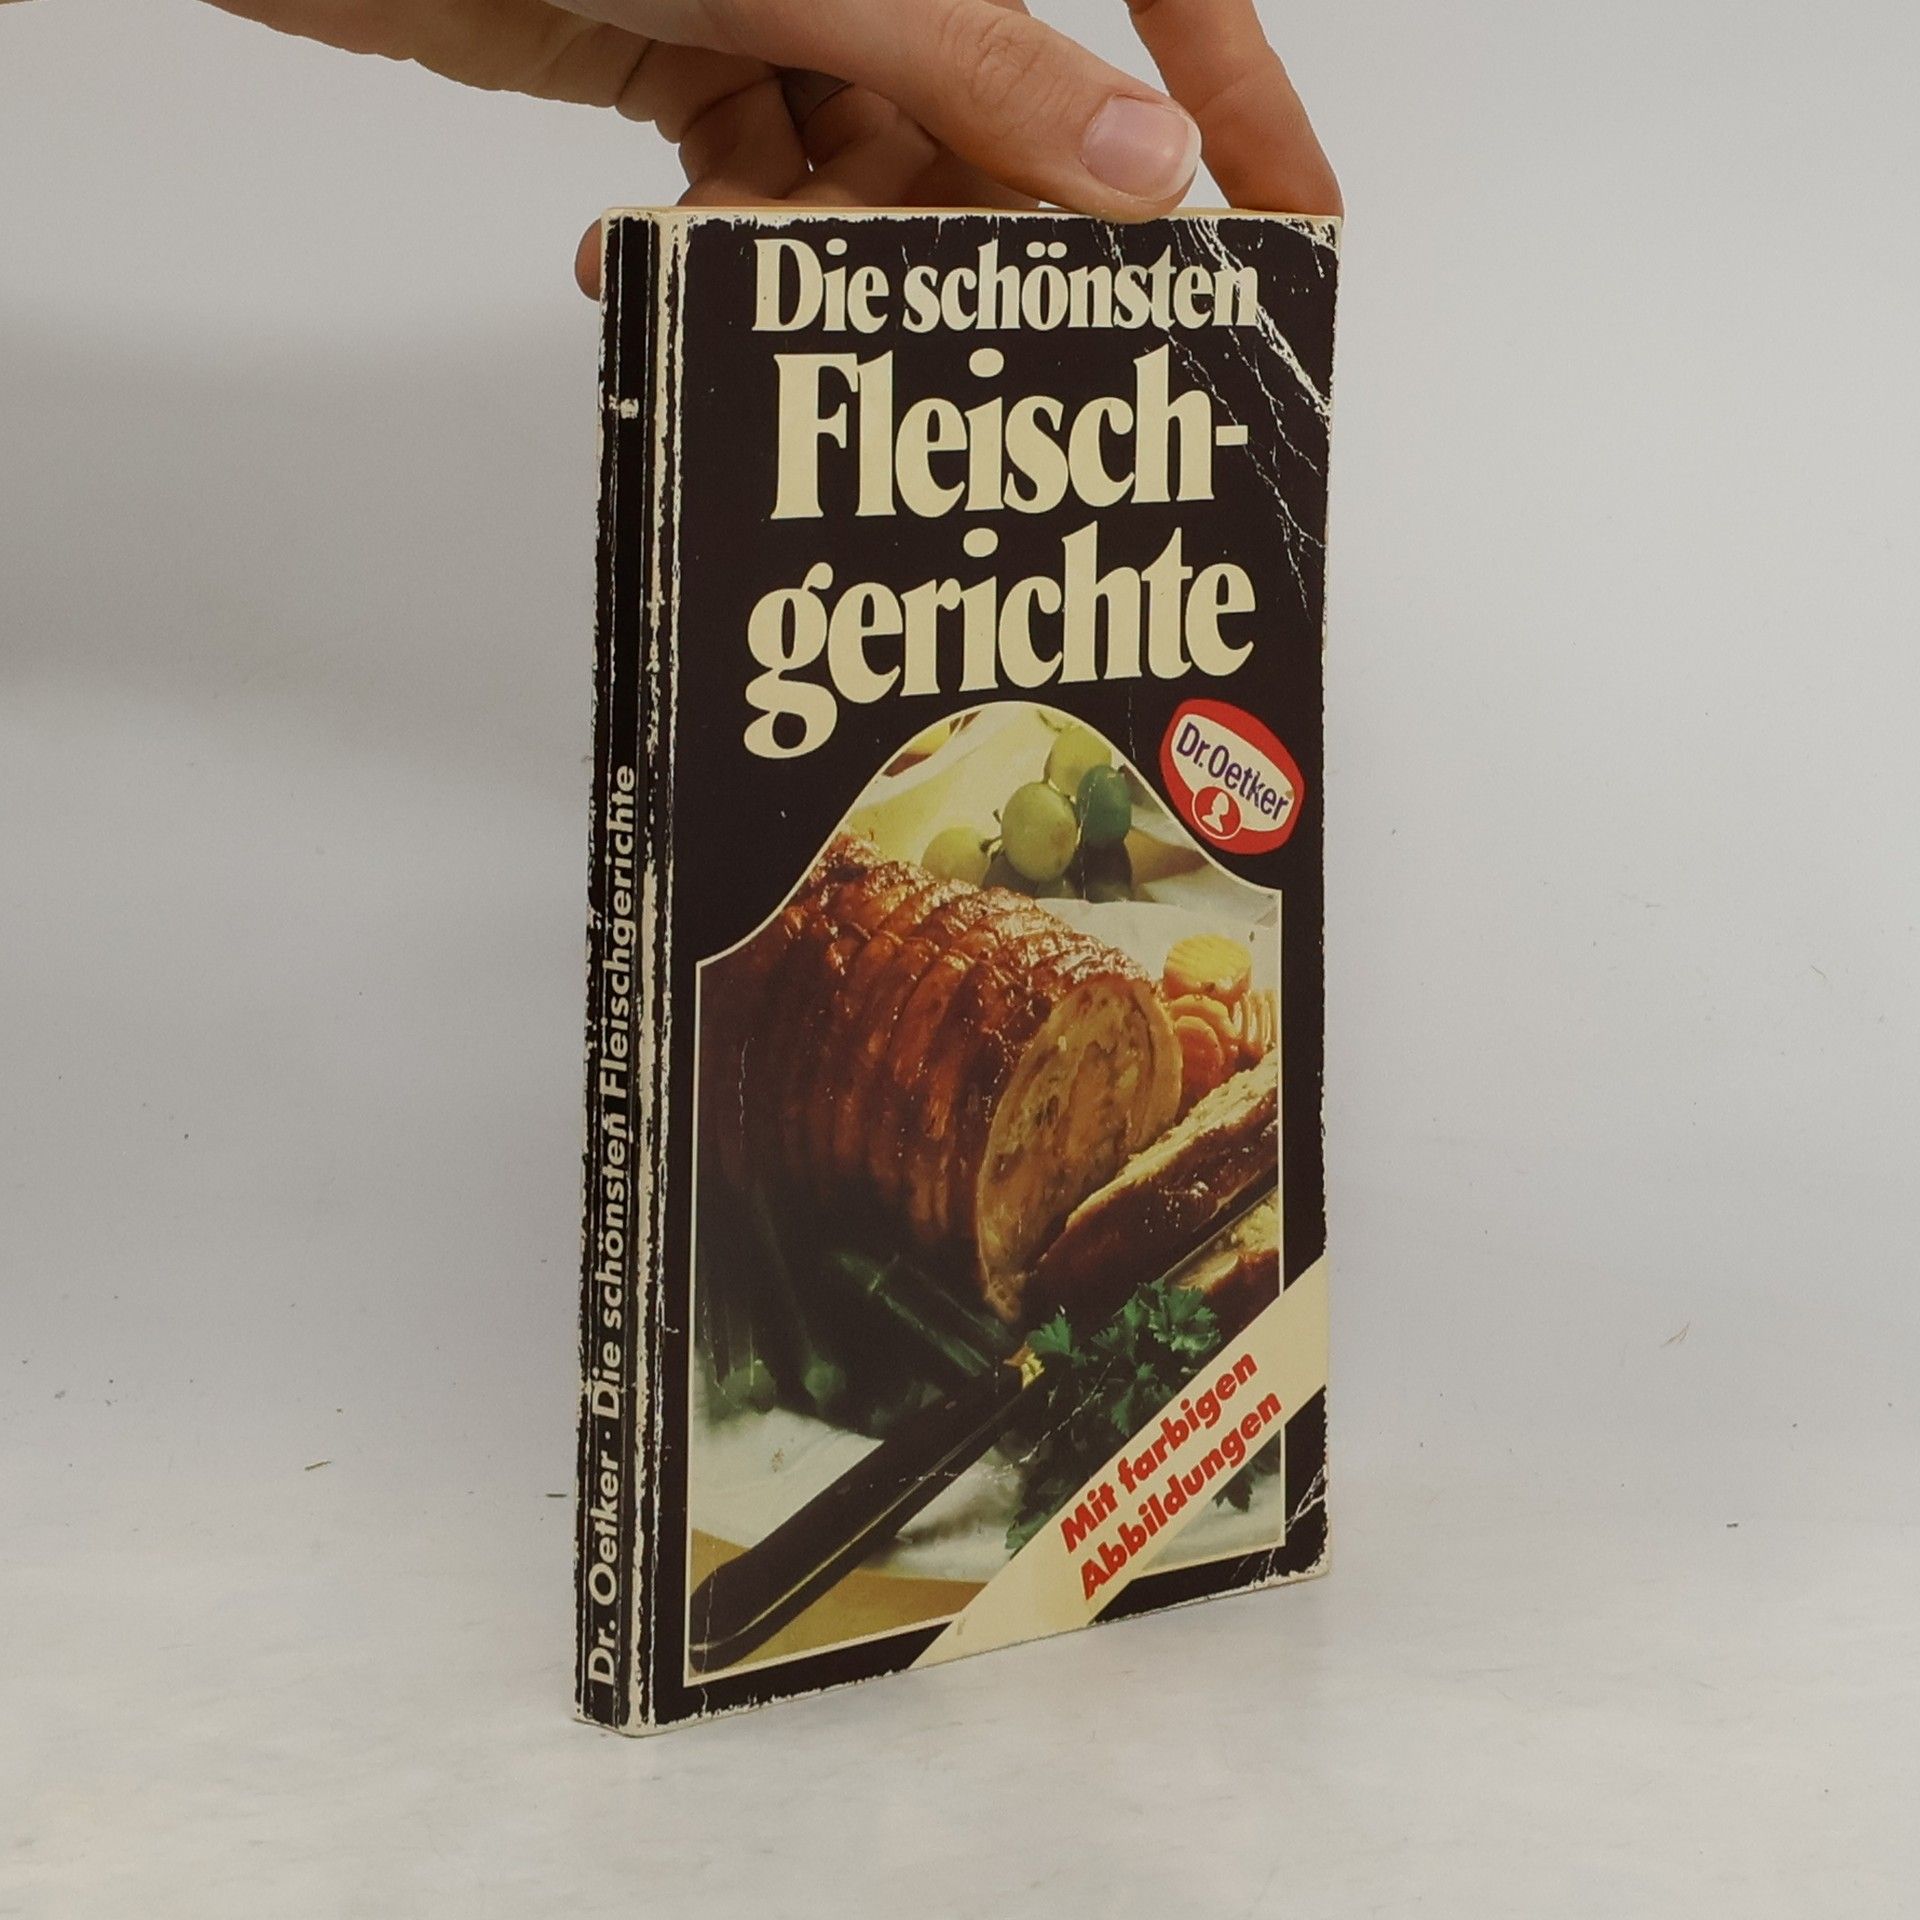 Die schönsten
Fleisch-
gerichte
Dr. Oetker
Mit farbigen
Abbildungen
Dr. Oetker · Die schönsten Fleischgerichte